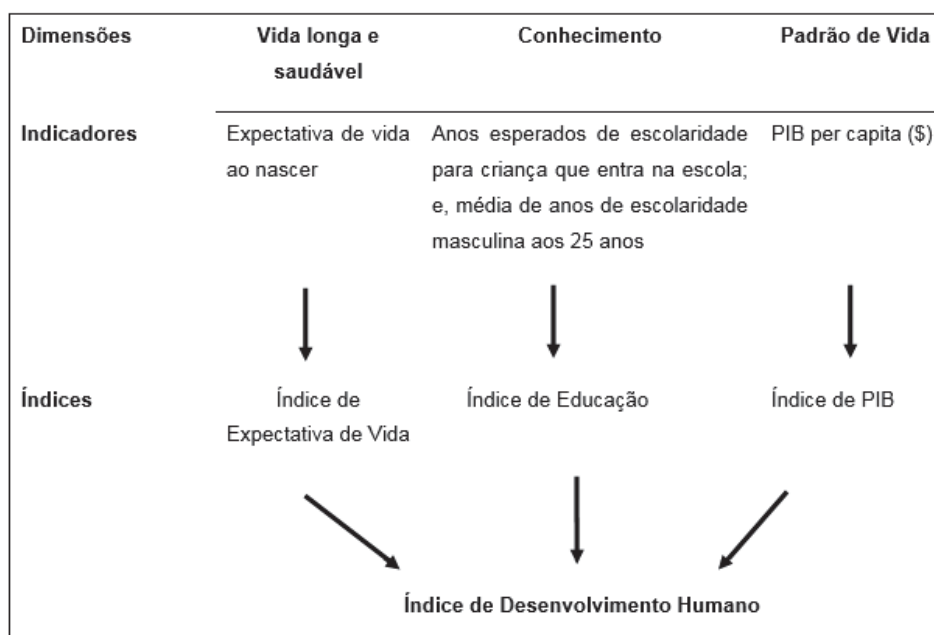 Dimensões Vida longa e Conhecimento Padrão de Vida
saudável
Indicadores Expectativa de vida Anos esperados de escolaridade PIB per capita ($)
ao nascer para criança que entra na escola;
e, média de anos de escolaridade
masculina aos 25 anos
Índices Índice de Índice de Educação Índice de PIB
Expectativa de Vida
Índice de Desenvolvimento Humano